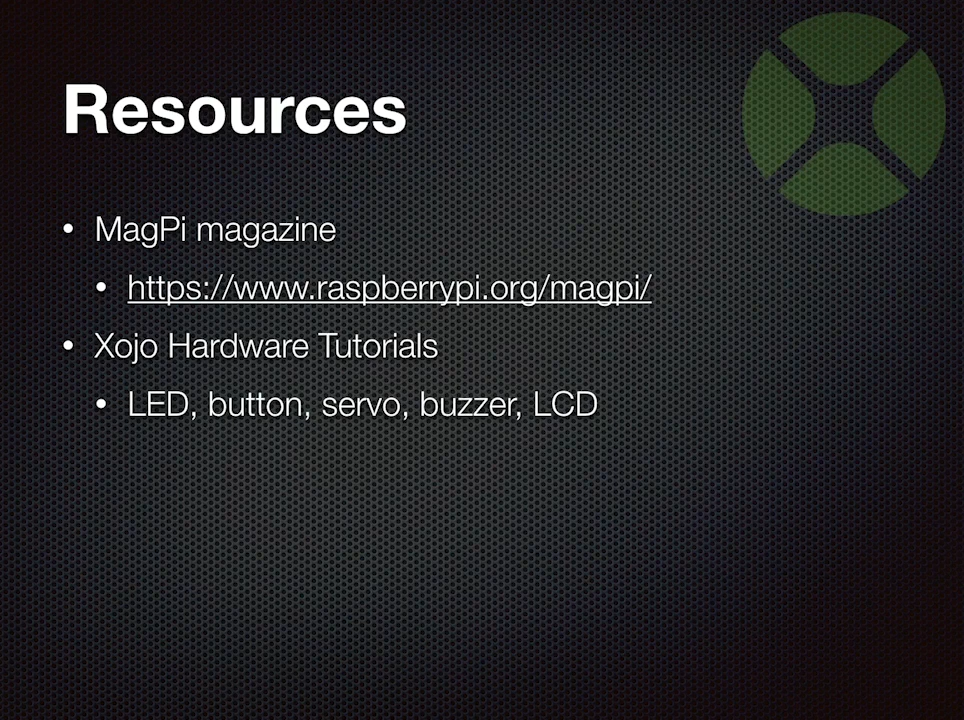 Resources
• MagPi magazine
• https://www.raspberrypi.org/magpi/
• Xojo Hardware Tutorials
• LED, button, servo, buzzer, LCD